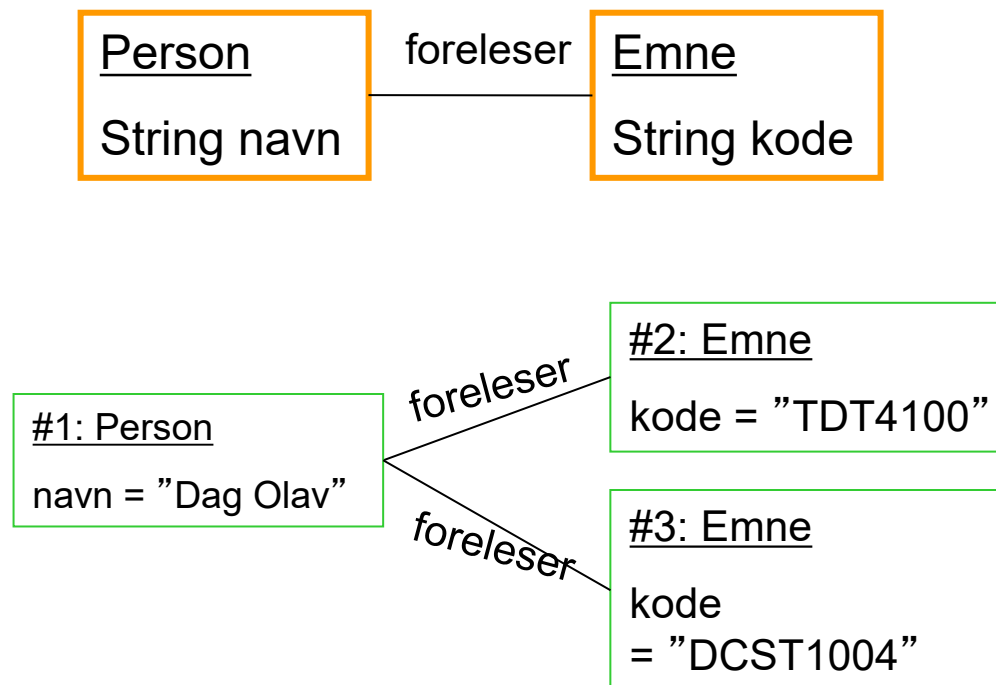 Person
String navn
foreleser
Emne
String kode
#1: Person
navn = ”Dag Olav”
foreleser
foreleser
#2: Emne
kode = ”TDT4100”
#3: Emne
kode
= ”DCST1004”